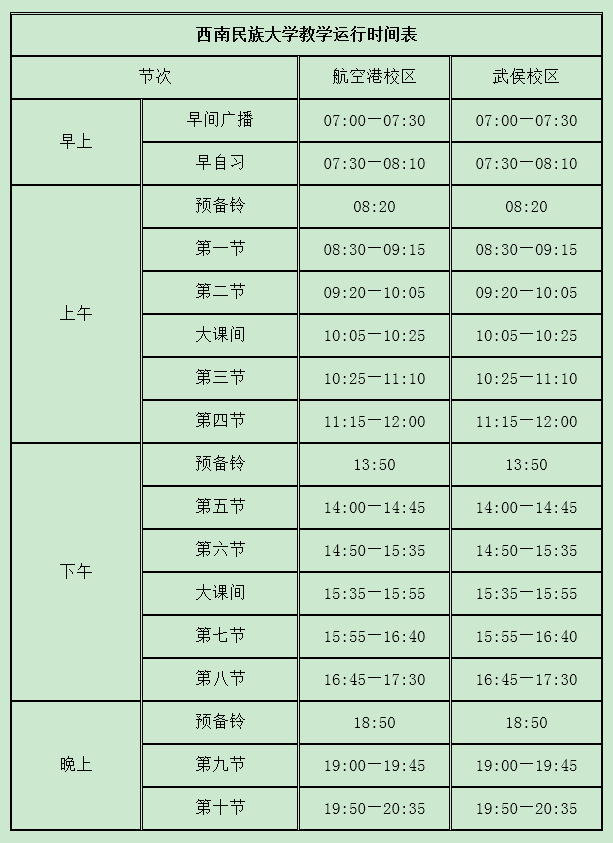 西南民族大学教学运行时间表
节次 航空港校区 武侯校区
早上 早间广播 07:00—07:30 07:00—07:30
早自习 07:30—08:10 07:30—08:10
上午 预备铃 08:20 08:20
第一节 08:30—09:15 08:30—09:15
第二节 09:20—10:05 09:20—10:05
大课间 10:05—10:25 10:05—10:25
第三节 10:25—11:10 10:25—11:10
第四节 11:15—12:00 11:15—12:00
下午 预备铃 13:50 13:50
第五节 14:00—14:45 14:00—14:45
第六节 14:50—15:35 14:50—15:35
大课间 15:35—15:55 15:35—15:55
第七节 15:55—16:40 15:55—16:40
第八节 16:45—17:30 16:45—17:30
晚上 预备铃 18:50 18:50
第九节 19:00—19:45 19:00—19:45
第十节 19:50—20:35 19:50—20:35